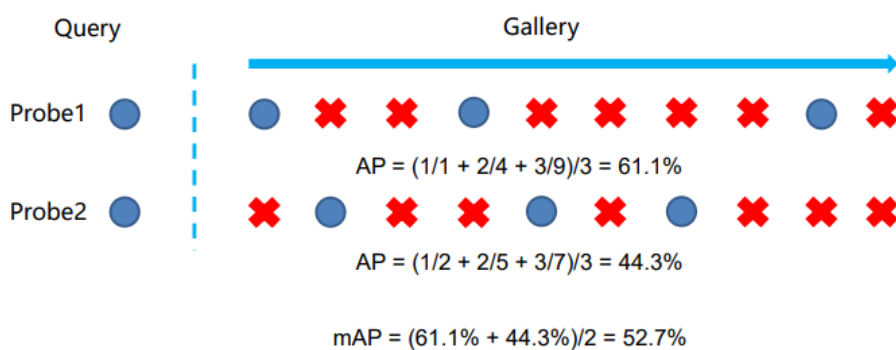 Query
Gallery
Probe1
AP = (1/1 + 2/4 + 3/9)/3 = 61.1%
Probe2
AP = (1/2 + 2/5 + 3/7)/3 = 44.3%
mAP = (61.1% + 44.3%)/2 = 52.7%